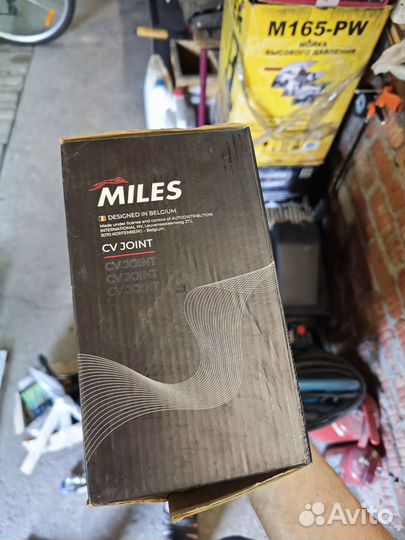 M165-PW
МОЙКА
ВЫСОКОГО ДАВЛЕНИЯ
MILES
DESIGNED IN BELGIUM
Made under license and control of AUTODISTRIBUTION
INTERNATIONAL NV, Leuvensesteenweg 272,
3070 KORTENBERG - Belgium.
CV JOINT
CV JOINT
CV JOINT
CV JOINT
Avito